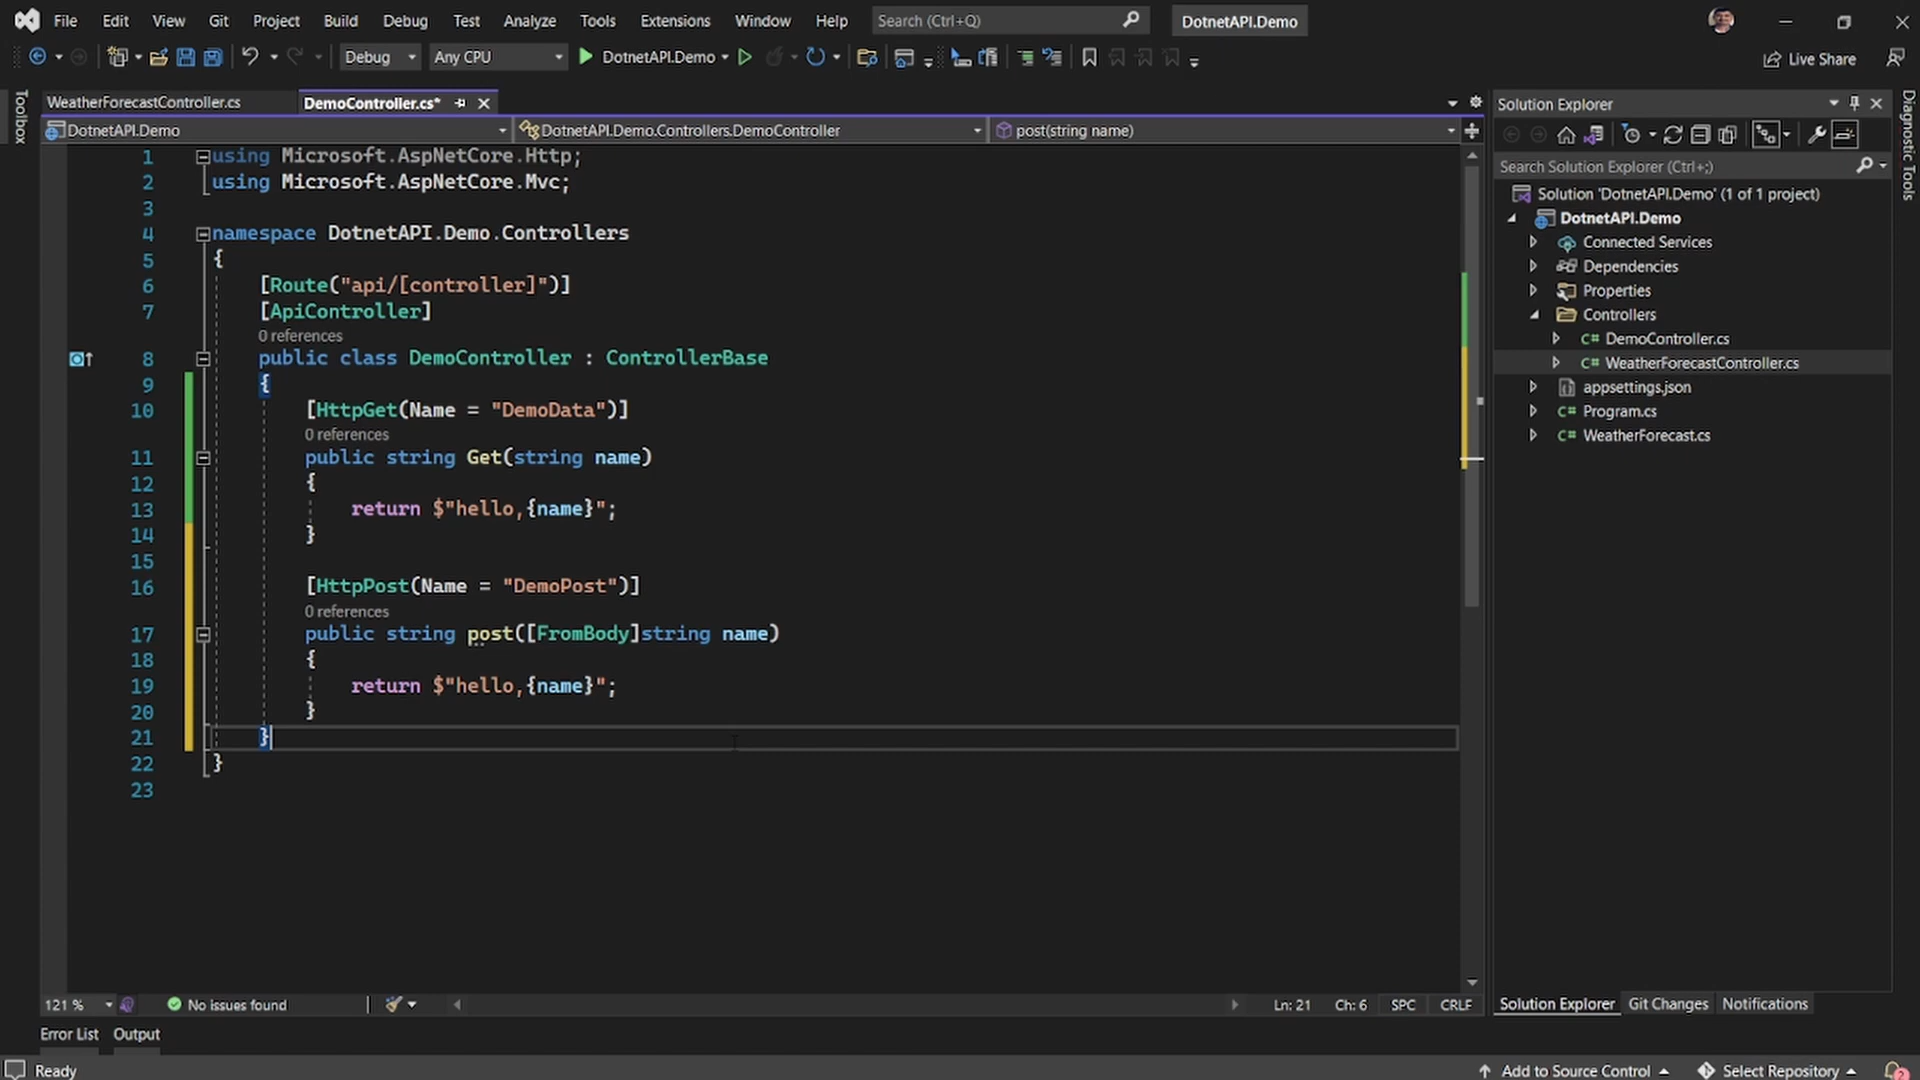 File Edit View Git Project Build Debug Test Analyze Tools Extensions Window Help Search (Ctrl+Q) DotnetAPI.Demo
Debug Any CPU DotnetAPI.Demo Live Share
Toolbox
WeatherForecastController.cs DemoController.cs*
DotnetAPI.Demo DotnetAPI.Demo.Controllers.DemoController post(string name)
1 using Microsoft.AspNetCore.Http;
2 using Microsoft.AspNetCore.Mvc;
3
4 namespace DotnetAPI.Demo.Controllers
5 {
6 [Route("api/[controller]")]
7 [ApiController]
0 references
8 public class DemoController : ControllerBase
9 {
10 [HttpGet(Name = "DemoData")]
0 references
11 public string Get(string name)
12 {
13 return $"hello,{name}";
14 }
15
16 [HttpPost(Name = "DemoPost")]
0 references
17 public string post([FromBody]string name)
18 {
19 return $"hello,{name}";
20 }
21 }
22 }
23
121 % No issues found Ln: 21 Ch: 6 SPC CRLF
Error List Output
Ready
Solution Explorer
Search Solution Explorer (Ctrl+;)
Solution 'DotnetAPI.Demo' (1 of 1 project)
DotnetAPI.Demo
Connected Services
Dependencies
Properties
Controllers
C# DemoController.cs
C# WeatherForecastController.cs
appsettings.json
C# Program.cs
C# WeatherForecast.cs
Solution Explorer Git Changes Notifications
Add to Source Control Select Repository 2
Diagnostic Tools